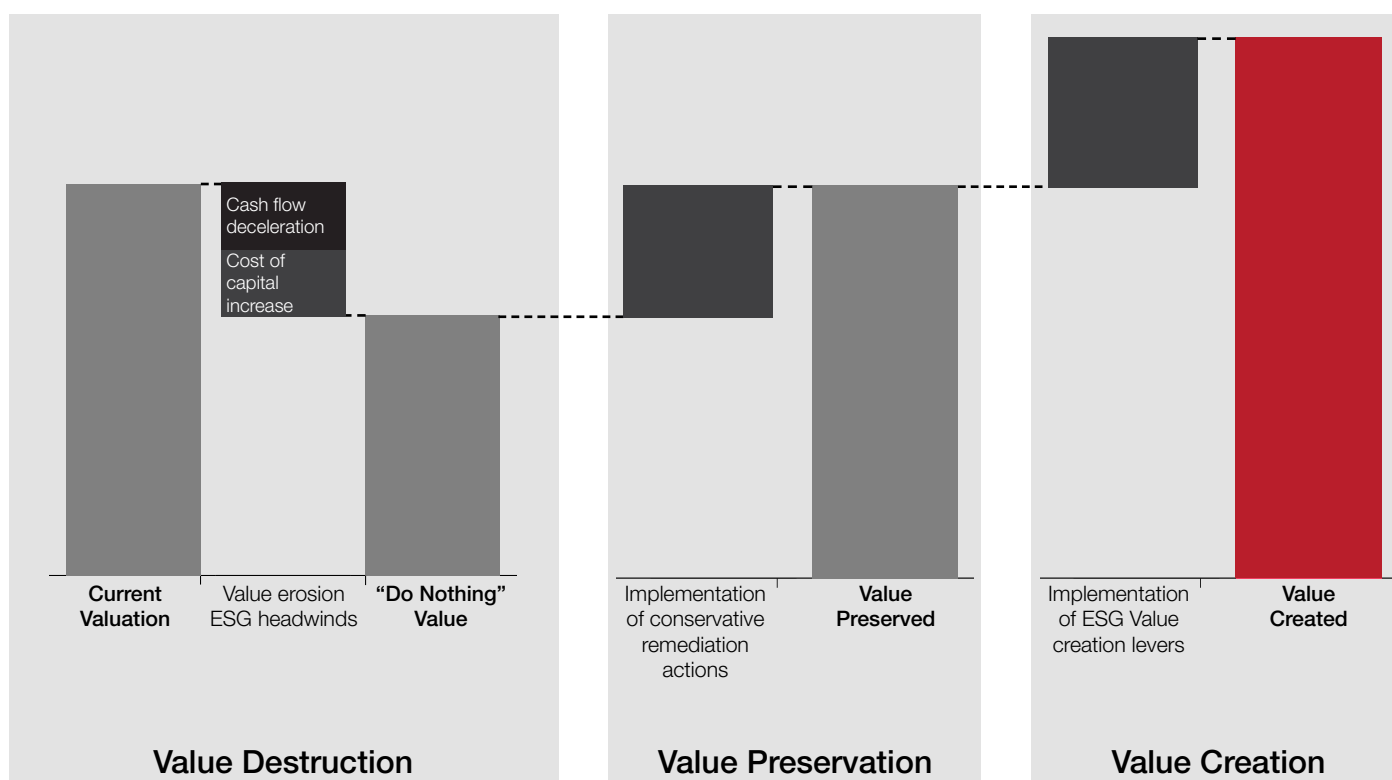 Cash flow
deceleration
Cost of
capital
increase
Current
Valuation
Value erosion
ESG headwinds
“Do Nothing”
Value
Value Destruction
Implementation
of conservative
remediation
actions
Value
Preserved
Value Preservation
Implementation
of ESG Value
creation levers
Value
Created
Value Creation